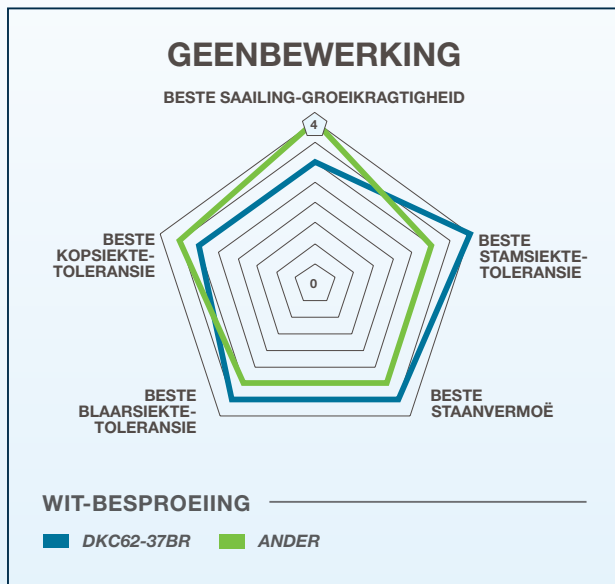 GEENBEWERKING
BESTE SAAILING-GROEIKRAGTIGHEID
4
BESTE
KOPSIEKTE-
TOLERANSIE
BESTE
STAMSIEKTE-
TOLERANSIE
0
BESTE
BLAARSIEKTE-
TOLERANSIE
BESTE
STAANVERMOË
WIT-BESPROEIING
DKC62-37BR
ANDER